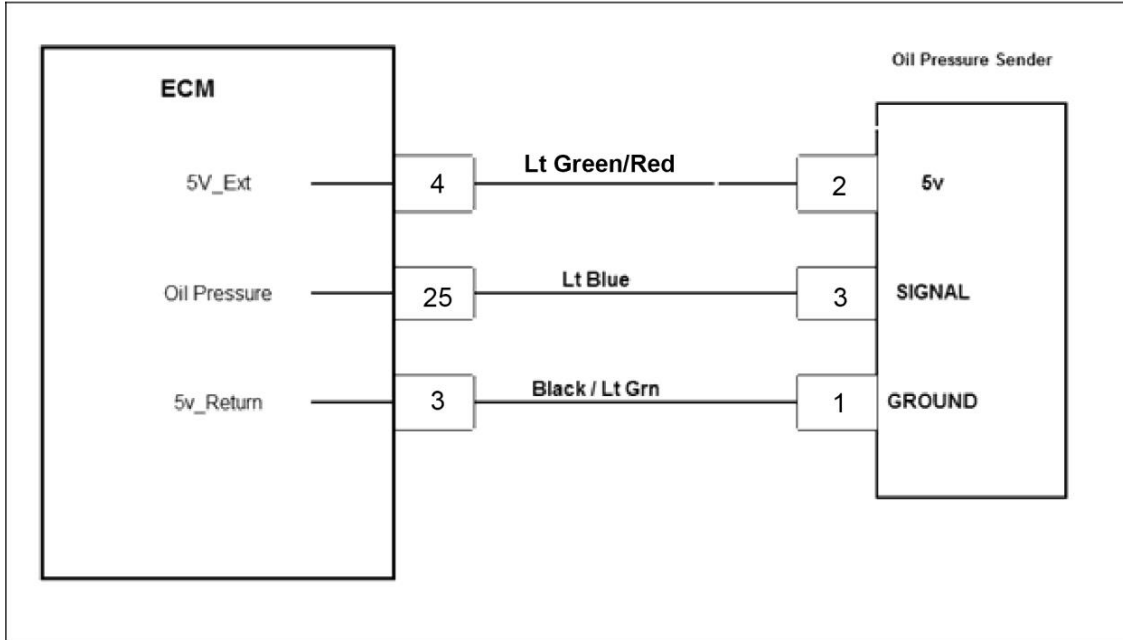 Oil Pressure Sender
ECM
5V_Ext
4
Lt Green/Red
2
5v
Oil Pressure
25
Lt Blue
3
SIGNAL
5v_Return
3
Black / Lt Grn
1
GROUND